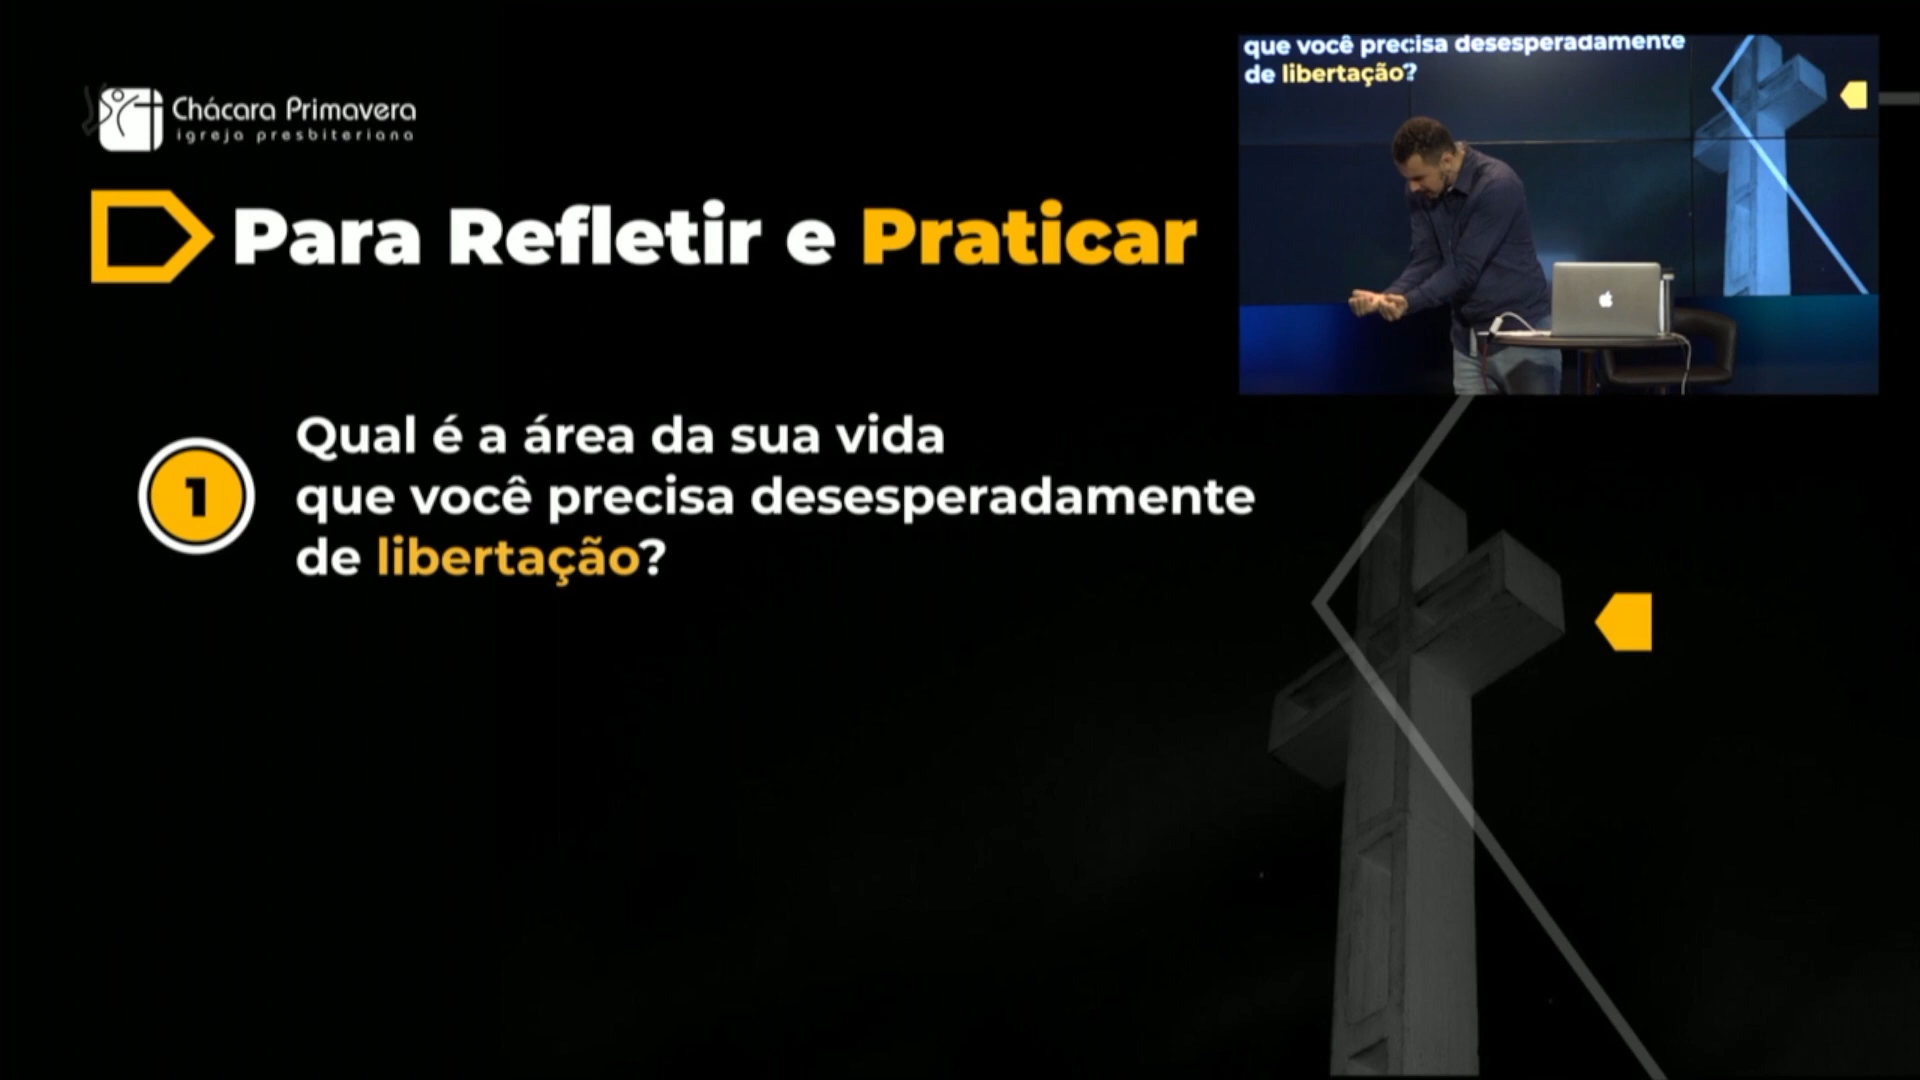 Chácara Primavera
igreja presbiteriana
Para Refletir e Praticar
1
Qual é a área da sua vida
que você precisa desesperadamente
de libertação?
que você precisa desesperadamente
de libertação?